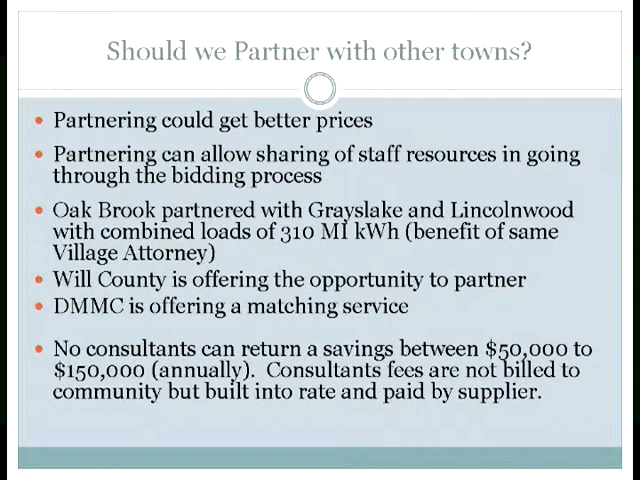 Should we Partner with other towns?
• Partnering could get better prices
• Partnering can allow sharing of staff resources in going
through the bidding process
• Oak Brook partnered with Grayslake and Lincolnwood
with combined loads of 310 MI kWh (benefit of same
Village Attorney)
• Will County is offering the opportunity to partner
• DMMC is offering a matching service
• No consultants can return a savings between $50,000 to
$150,000 (annually).  Consultants fees are not billed to
community but built into rate and paid by supplier.